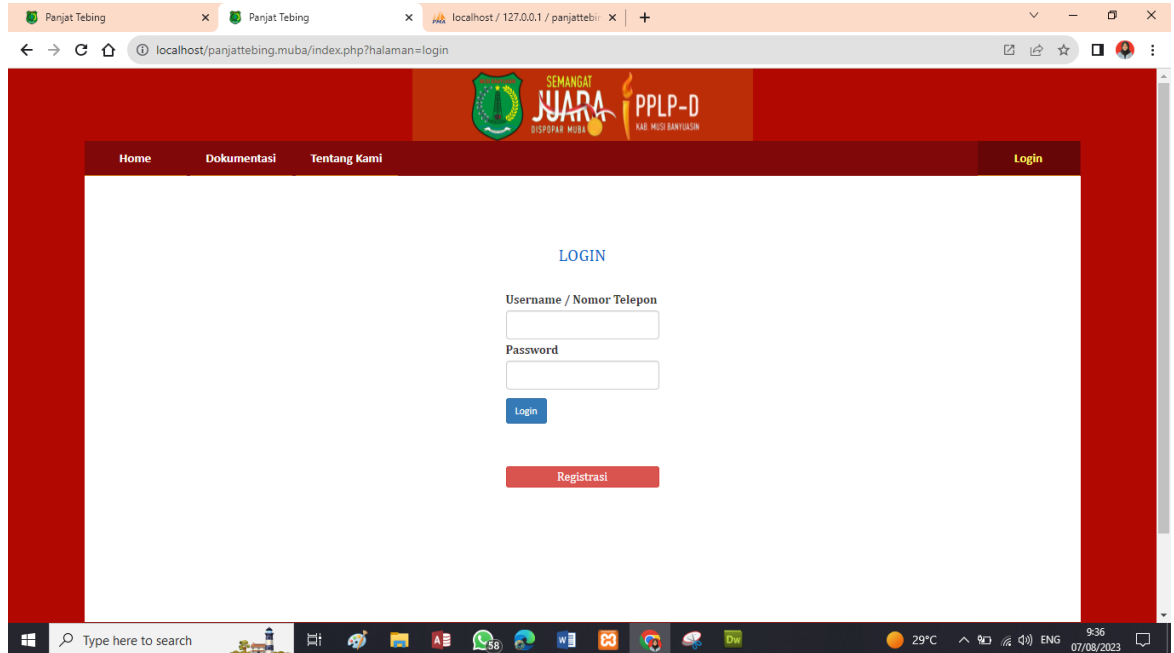 Panjat Tebing
Panjat Tebing
localhost / 127.0.0.1 / panjattebin
localhost/panjattebing.muba/index.php?halaman=login
SEMANGAT
JUARA
DISPOPAR MUBA
PPLP-D
KAB. MUSI BANYUASIN
Home Dokumentasi Tentang Kami Login
LOGIN
Username / Nomor Telepon
Password
Login
Registrasi
Type here to search
58
Dw
29°C
ENG
9:36
07/08/2023